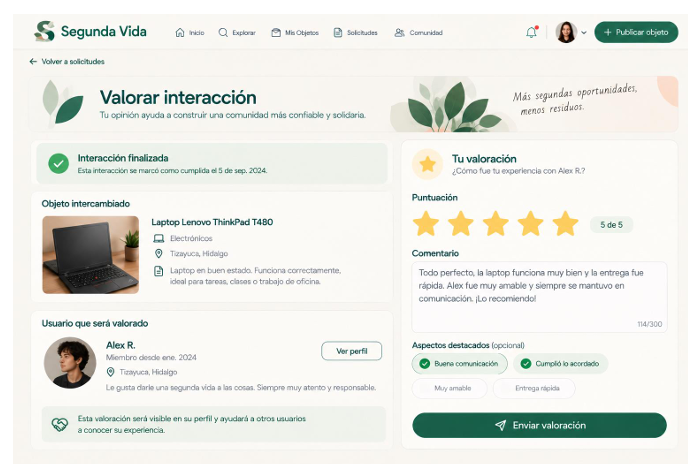 Segunda Vida
Inicio
Explorar
Mis Objetos
Solicitudes
Comunidad
+ Publicar objeto
← Volver a solicitudes
Valorar interacción
Tu opinión ayuda a construir una comunidad más confiable y solidaria.
Más segundas oportunidades,
menos residuos.
Interacción finalizada
Esta interacción se marcó como cumplida el 5 de sep. 2024.
Objeto intercambiado
Laptop Lenovo ThinkPad T480
Electrónicos
Tizayuca, Hidalgo
Laptop en buen estado. Funciona correctamente,
ideal para tareas, clases o trabajo de oficina.
Usuario que será valorado
Alex R.
Miembro desde ene. 2024
Tizayuca, Hidalgo
Le gusta darle una segunda vida a las cosas. Siempre muy atento y responsable.
Ver perfil
Esta valoración será visible en su perfil y ayudará a otros usuarios
a conocer su experiencia.
Tu valoración
¿Cómo fue tu experiencia con Alex R.?
Puntuación
5 de 5
Comentario
Todo perfecto, la laptop funciona muy bien y la entrega fue
rápida. Alex fue muy amable y siempre se mantuvo en
comunicación. ¡Lo recomiendo!
114/300
Aspectos destacados (opcional)
Buena comunicación
Cumplió lo acordado
Muy amable
Entrega rápida
Enviar valoración